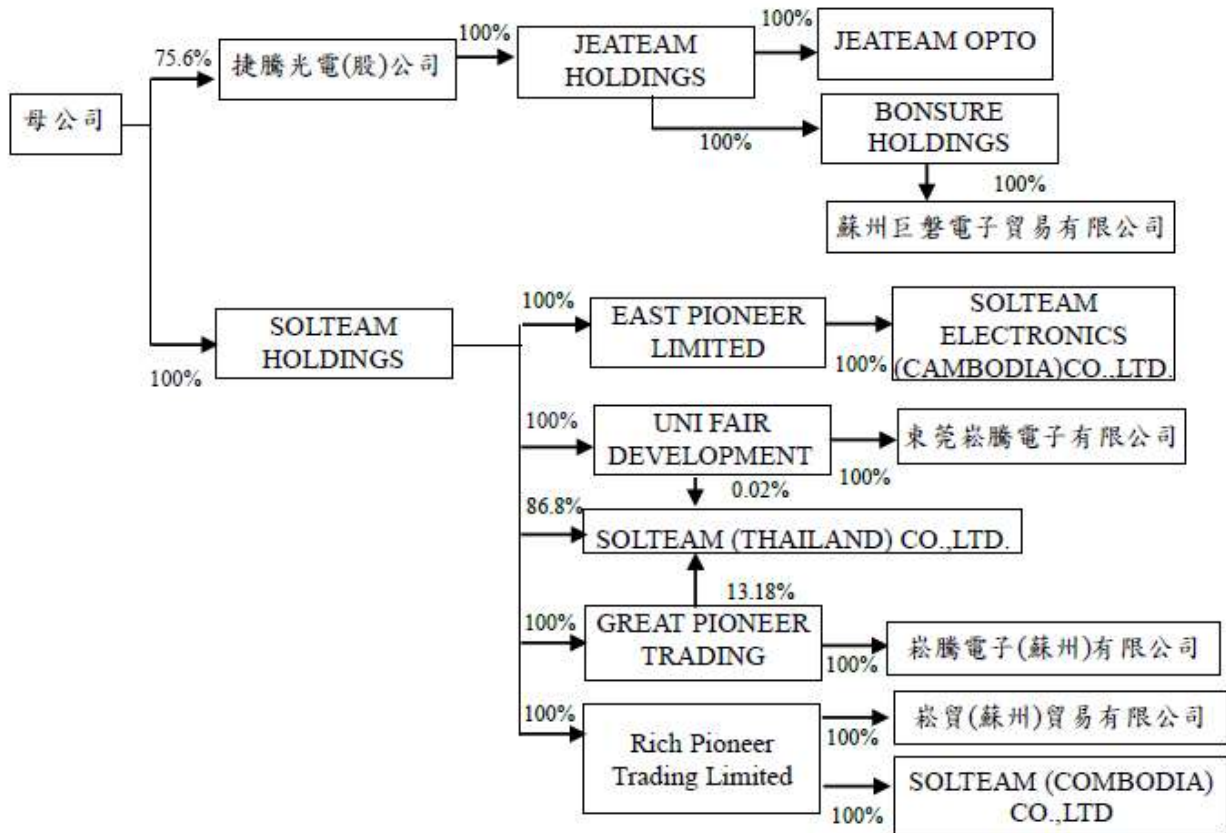 母公司
75.6%
捷騰光電(股)公司
100%
JEATEAM
HOLDINGS
100%
JEATEAM OPTO
100%
BONSURE
HOLDINGS
100%
蘇州巨磐電子貿易有限公司
100%
SOLTEAM
HOLDINGS
100%
EAST PIONEER
LIMITED
100%
SOLTEAM
ELECTRONICS
(CAMBODIA)CO.,LTD.
100%
UNI FAIR
DEVELOPMENT
100%
東莞崧騰電子有限公司
0.02%
86.8%
SOLTEAM (THAILAND) CO.,LTD.
13.18%
100%
GREAT PIONEER
TRADING
100%
崧騰電子(蘇州)有限公司
100%
Rich Pioneer
Trading Limited
100%
崧貿(蘇州)貿易有限公司
100%
SOLTEAM (COMBODIA)
CO.,LTD